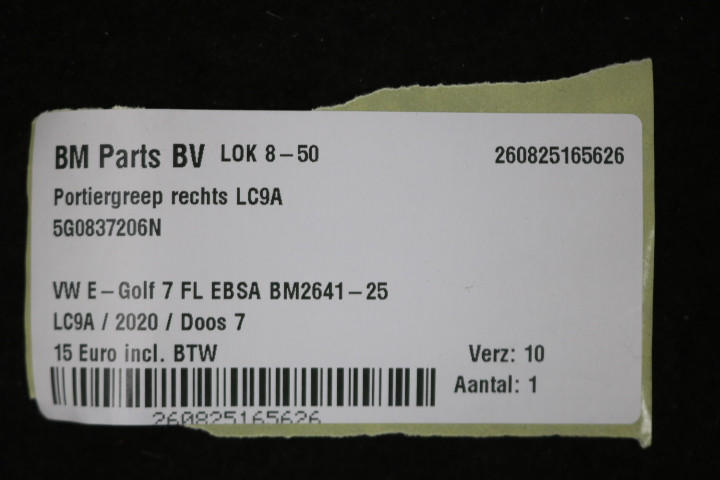 BM Parts BV LOK 8-50 260825165626
Portiergreep rechts LC9A
5G0837206N
VW E-Golf 7 FL EBSA BM2641-25
LC9A / 2020 / Doos 7
15 Euro incl. BTW Verz: 10
Aantal: 1
260825165626